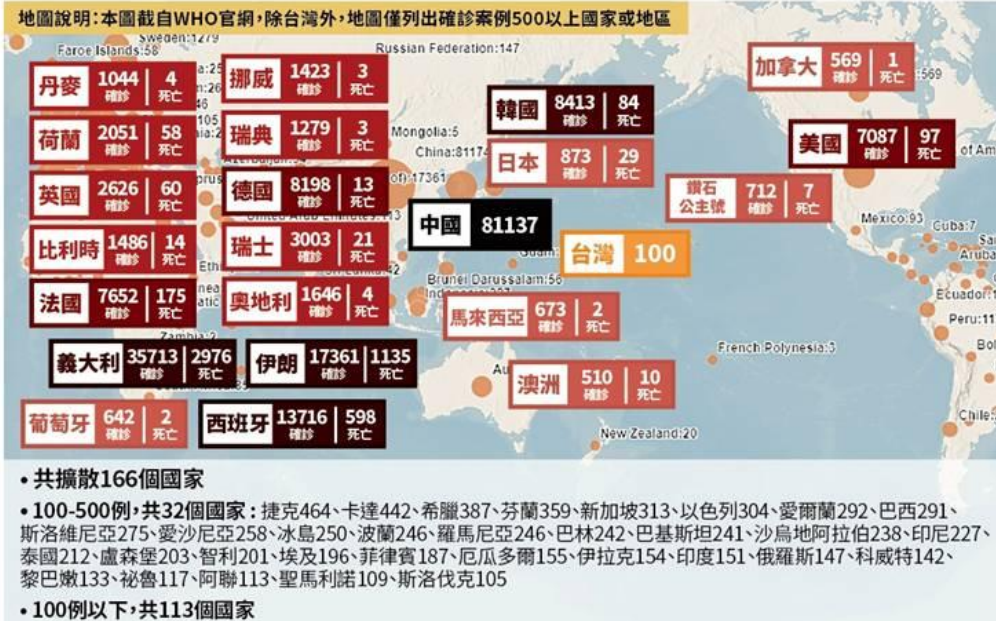 地圖說明:本圖截自WHO官網,除台灣外,地圖僅列出確診案例500以上國家或地區
Sweden:1279
Faroe Islands:58
Russian Federation:147
丹麥 1044 確診 4 死亡
挪威 1423 確診 3 死亡
加拿大 569 確診 1 死亡
:569
荷蘭 2051 確診 58 死亡
瑞典 1279 確診 3 死亡
韓國 8413 確診 84 死亡
美國 7087 確診 97 死亡
of Am
Mongolia:5
China:81174
日本 873 確診 29 死亡
:17361
英國 2626 確診 60 死亡
德國 8198 確診 13 死亡
鑽石公主號 712 確診 7 死亡
中國 81137
Mexico:93
Cuba:7
比利時 1486 確診 14 死亡
瑞士 3003 確診 21 死亡
台灣 100
Aruba
Brunei Darussalam:56
法國 7652 確診 175 死亡
奧地利 1646 確診 4 死亡
馬來西亞 673 確診 2 死亡
Ecuador:1
Peru:11
Zambia:2
義大利 35713 確診 2976 死亡
伊朗 17361 確診 1135 死亡
French Polynesia:3
Bol
Au
澳洲 510 確診 10 死亡
葡萄牙 642 確診 2 死亡
西班牙 13716 確診 598 死亡
New Zealand:20
Chile:
• 共擴散166個國家
• 100-500例,共32個國家:捷克464、卡達442、希臘387、芬蘭359、新加坡313、以色列304、愛爾蘭292、巴西291、
斯洛維尼亞275、愛沙尼亞258、冰島250、波蘭246、羅馬尼亞246、巴林242、巴基斯坦241、沙烏地阿拉伯238、印尼227、
泰國212、盧森堡203、智利201、埃及196、菲律賓187、厄瓜多爾155、伊拉克154、印度151、俄羅斯147、科威特142、
黎巴嫩133、祕魯117、阿聯113、聖馬利諾109、斯洛伐克105
• 100例以下,共113個國家